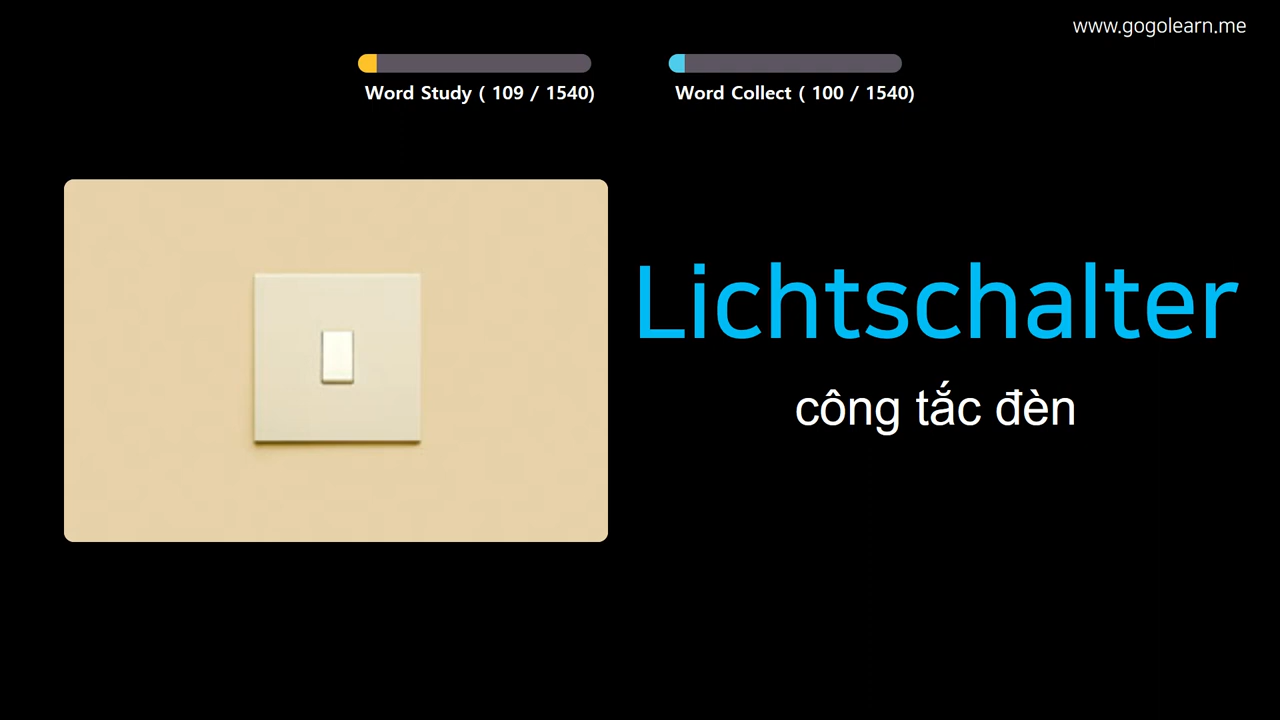 www.gogolearn.me
Word Study ( 109 / 1540)
Word Collect ( 100 / 1540)
Lichtschalter
công tắc đèn